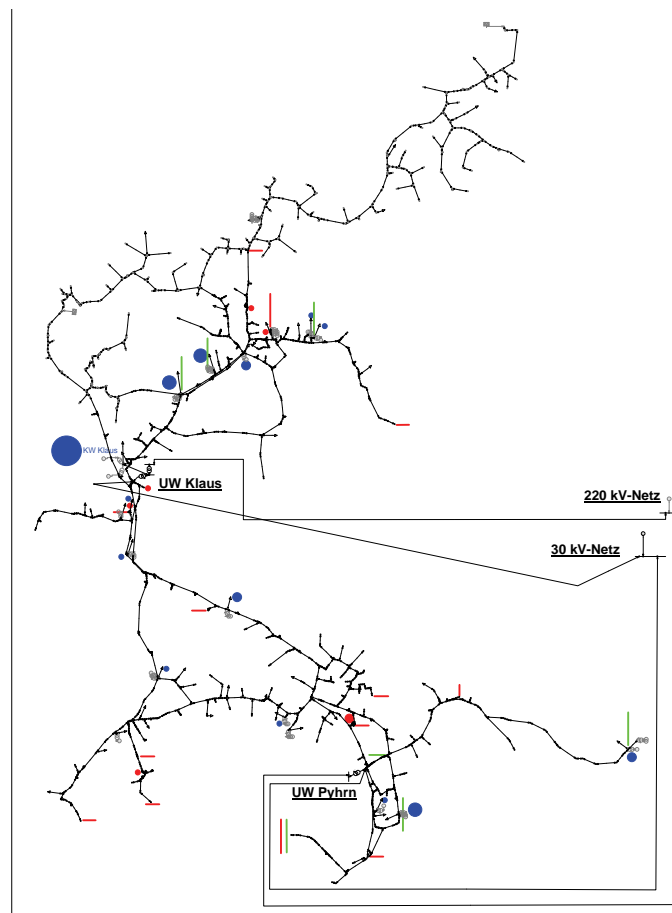 KW Klaus
UW Klaus
220 kV-Netz
30 kV-Netz
UW Pyhrn